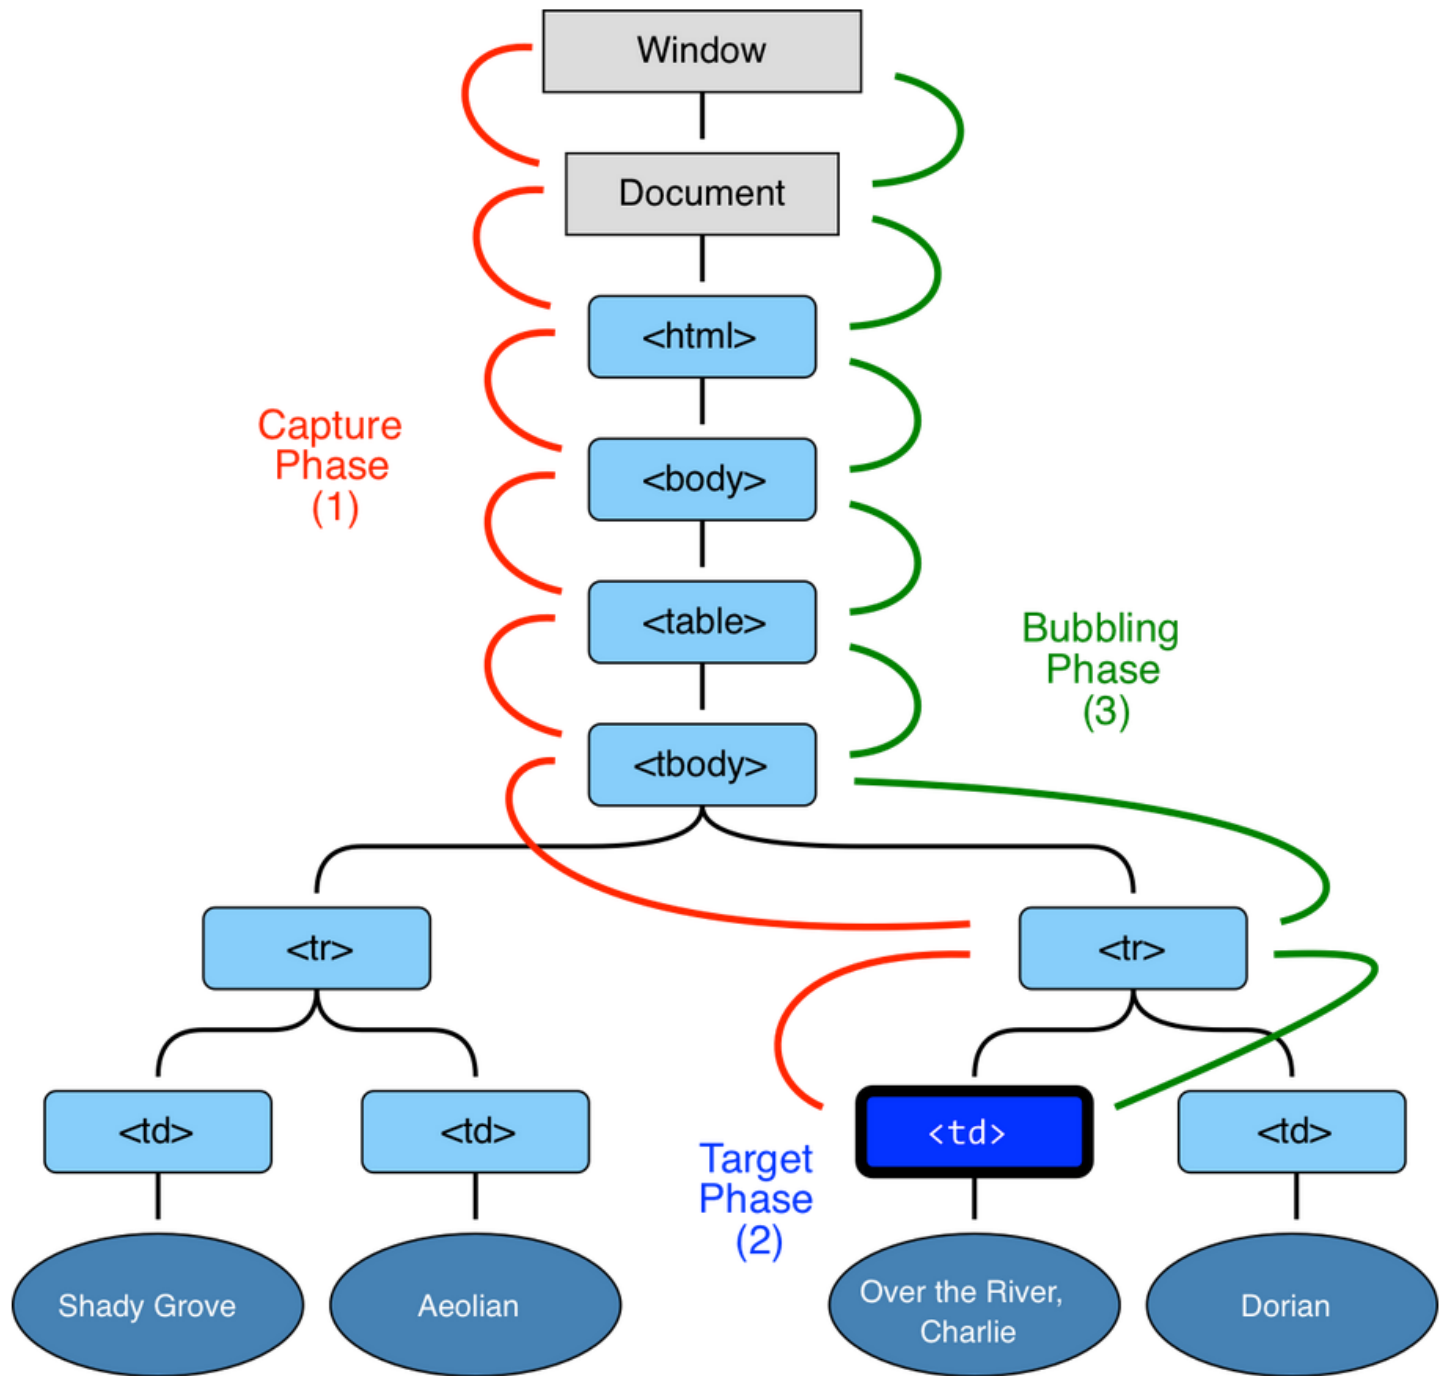 Window
Document
<html>
Capture
Phase
(1)
<body>
<table>
Bubbling
Phase
(3)
<tbody>
<tr>
<tr>
<td>
<td>
<td>
<td>
Target
Phase
(2)
Shady Grove
Aeolian
Over the River,
Charlie
Dorian